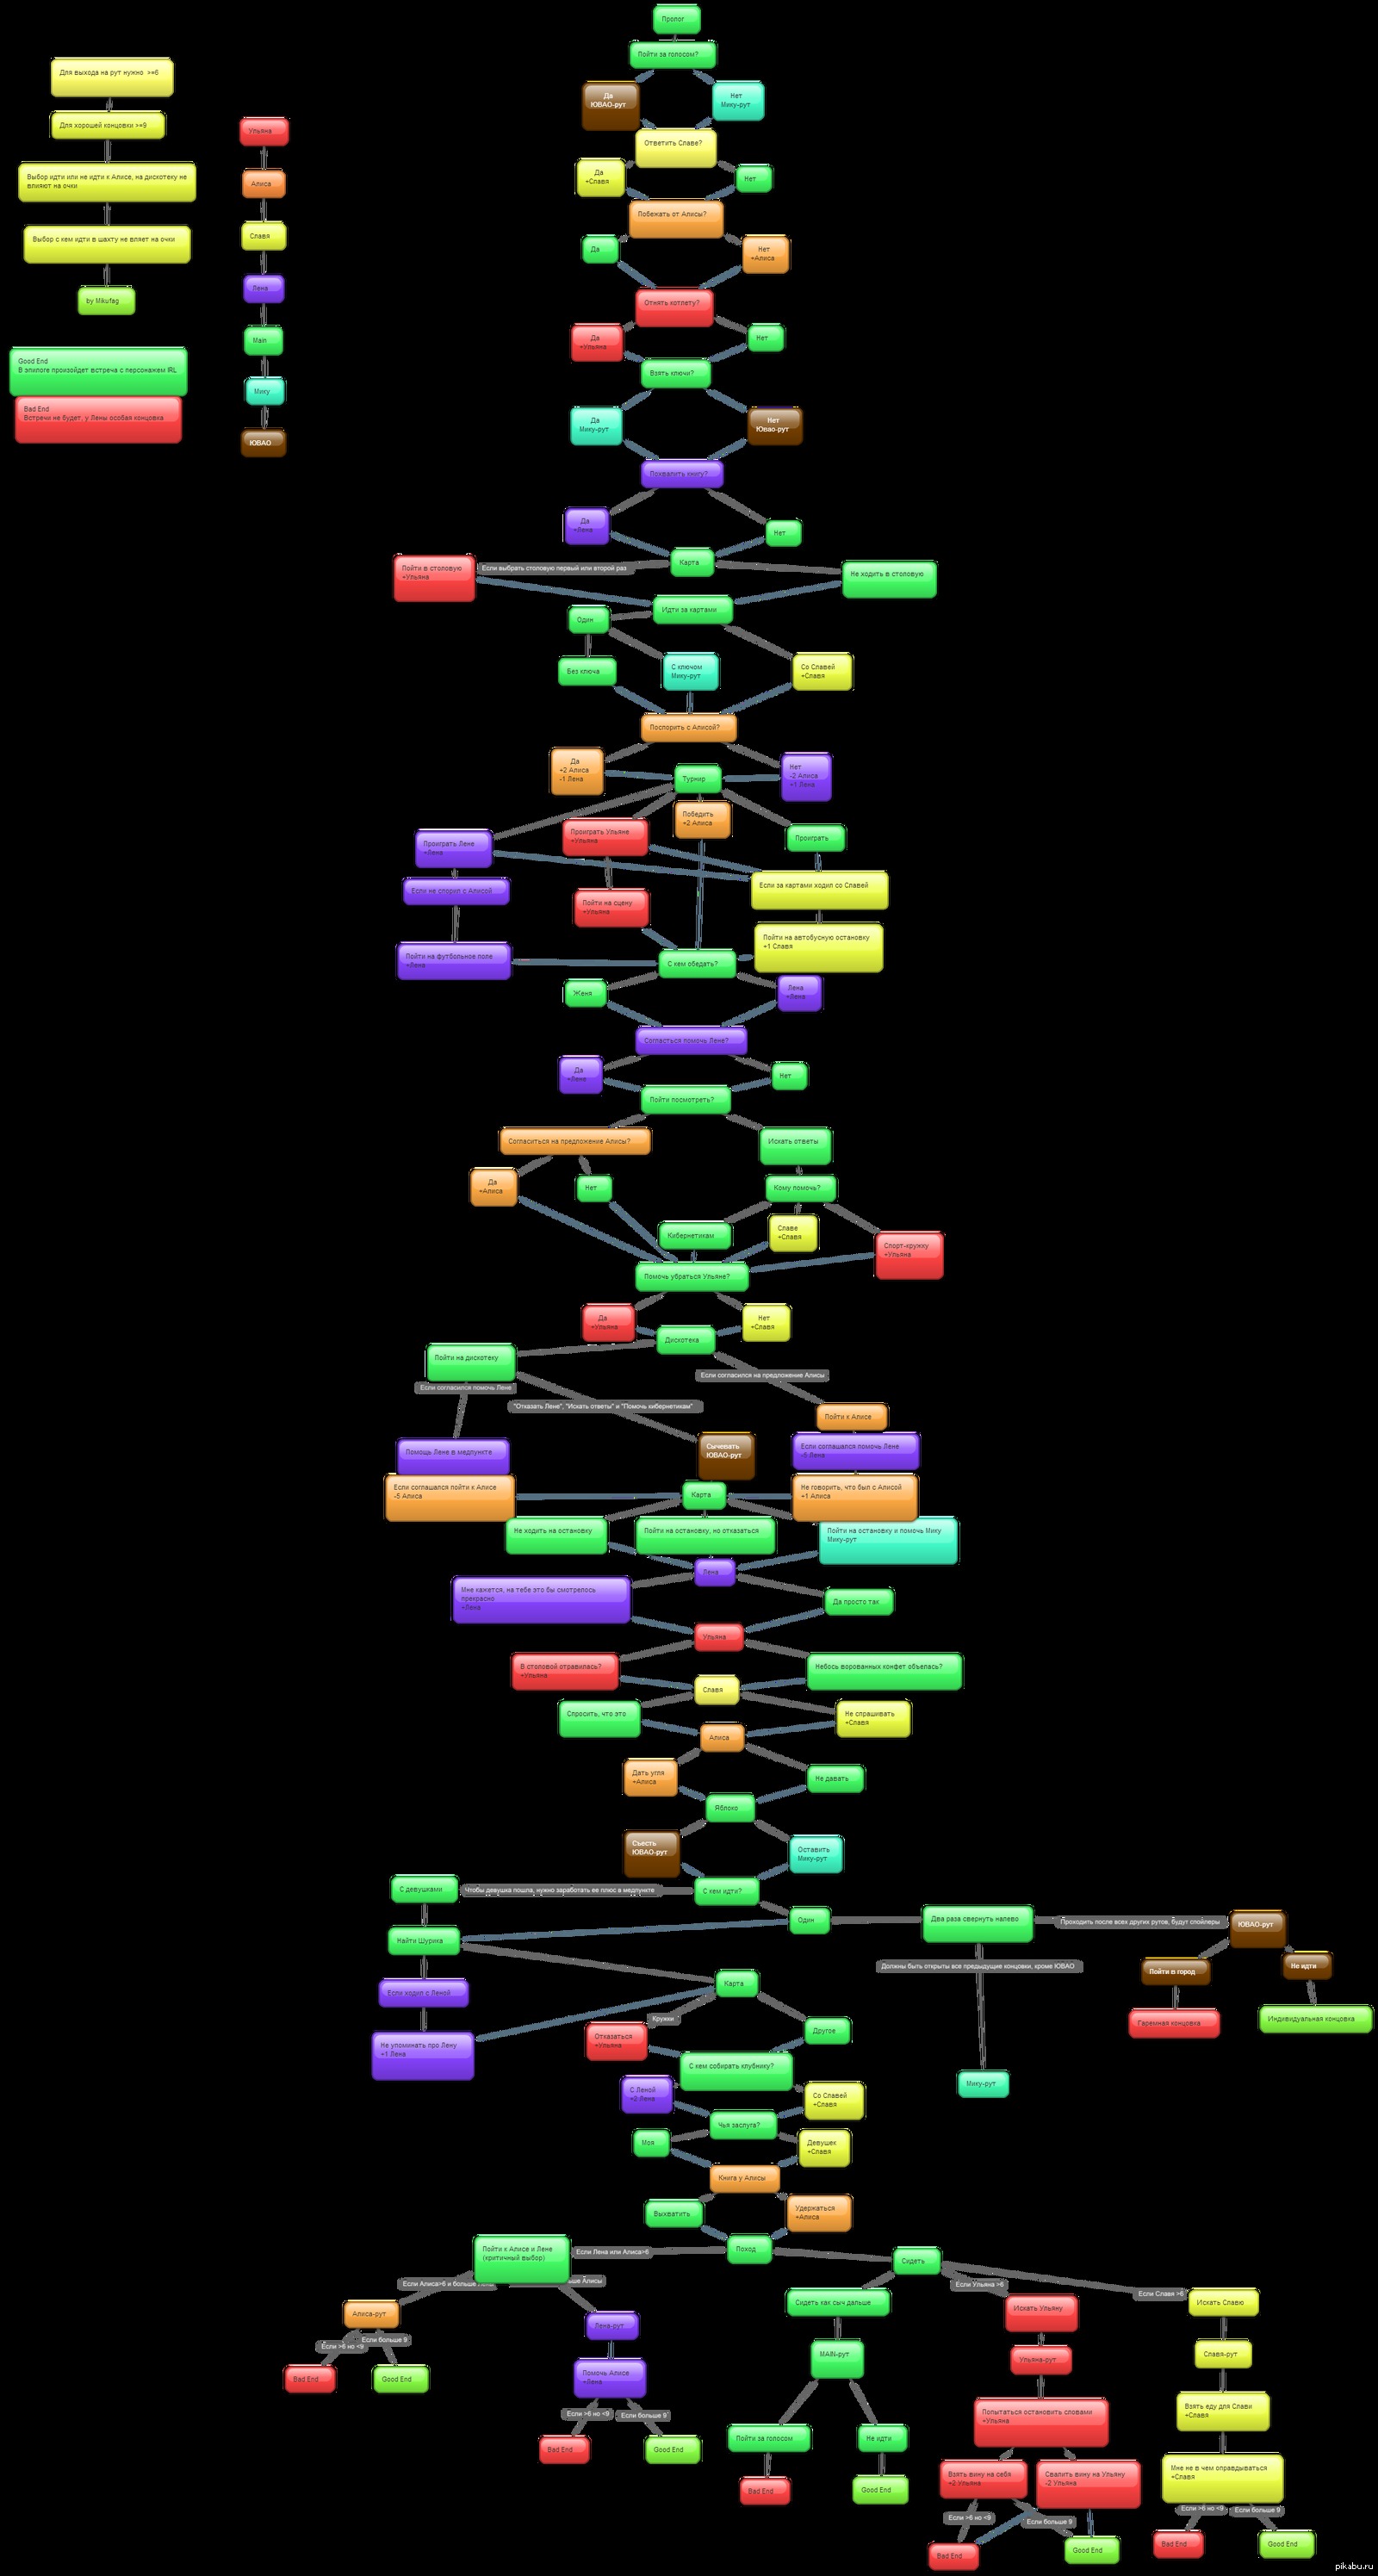 Пролог
Пойти за голосом?
Да
ЮВАО-рут
Нет
Мику-рут
Ответить Славе?
Да
+Славя
Нет
Побежать от Алисы?
Да
Нет
+Алиса
Отнять котлету?
Да
+Ульяна
Нет
Взять ключи?
Да
Мику-рут
Нет
Ювао-рут
Похвалить книгу?
Да
+Лена
Нет
Для выхода на рут нужно >=6
Для хорошей концовки >=9
Выбор идти или не идти к Алисе, на дискотеку не
влияют на очки
Выбор с кем идти в шахту не влияет на очки
by Mikufag
Good End
В эпилоге произойдет встреча с персонажем IRL
Bad End
Встречи не будет, у Лены особая концовка
Ульяна
Алиса
Славя
Лена
Main
Мику
ЮВАО
Карта
Пойти в столовую
+Ульяна
Если выбрать столовую первый или второй раз
Не ходить в столовую
Идти за картами
Один
Без ключа
С ключом
Мику-рут
Со Славей
+Славя
Поспорить с Алисой?
Да
+2 Алиса
-1 Лена
Турнир
Нет
-2 Алиса
+1 Лена
Проиграть Лене
+Лена
Проиграть Ульяне
+Ульяна
Победить
+2 Алиса
Проиграть
Если не спорил с Алисой
Пойти на сцену
+Ульяна
Если за картами ходил со Славей
Пойти на автобусную остановку
+1 Славя
Пойти на футбольное поле
+Лена
С кем обедать?
Женя
Лена
+Лена
Согласться помочь Лене?
Да
+Лене
Нет
Пойти посмотреть?
Согласиться на предложение Алисы?
Искать ответы
Да
+Алиса
Нет
Кому помочь?
Кибернетикам
Славе
+Славя
Спорт-кружку
+Ульяна
Помочь убраться Ульяне?
Да
+Ульяна
Нет
+Славя
Дискотека
Пойти на дискотеку
Если согласился на предложение Алисы
Если согласился помочь Лене
"Отказать Лене", "Искать ответы" и "Помочь кибернетикам"
Пойти к Алисе
Помощь Лене в медпункте
Сычевать
ЮВАО-рут
Если соглашался помочь Лене
-1 Лена
Если соглашался пойти к Алисе
-5 Алиса
Карта
Не говорить, что был с Алисой
+1 Алиса
Не ходить на остановку
Пойти на остановку, но отказаться
Пойти на остановку и помочь Мику
Мику-рут
Лена
Мне кажется, на тебе это бы смотрелось
прекрасно
+Лена
Да просто так
Ульяна
В столовой отравилась?
+Ульяна
Небось ворованных конфет объелась?
Славя
Спросить, что это
Не спрашивать
+Славя
Алиса
Дать угля
+Алиса
Не давать
Яблоко
Съесть
ЮВАО-рут
Оставить
Мику-рут
С девушками
Чтобы девушка пошла, нужно заработать ее плюс в медпункте
С кем идти?
Один
Два раза свернуть налево
Проходить после всех других рутов, будут спойлеры
ЮВАО-рут
Найти Шурика
Должны быть открыты все предыдущие концовки, кроме ЮВАО
Пойти в город
Не идти
Если ходил с Леной
Карта
Гаремная концовка
Индивидуальная концовка
Не упоминать про Лену
+1 Лена
Кружки
Отказаться
+Ульяна
Другое
С кем собирать клубнику?
Мику-рут
С Леной
+2 Лена
Со Славей
+Славя
Чья заслуга?
Моя
Девушек
+Славя
Книга у Алисы
Выхватить
Удержаться
+Алиса
Пойти к Алисе и Лене
(критичный выбор)
Если Лена или Алиса>6
Поход
Сидеть
Если Алиса>6 и больше
ьше Алисы
Сидеть как сыч дальше
Если Ульяна >6
Если Славя >6
Алиса-рут
Лена-рут
Искать Ульяну
Искать Славю
Если >6 но <9
Если больше 9
Bad End
Good End
Помочь Алисе
+Лена
MAIN-рут
Ульяна-рут
Славя-рут
Если >6 но <9
Если больше 9
Bad End
Good End
Пойти за голосом
Не идти
Bad End
Good End
Попытаться остановить словами
+Ульяна
Взять еду для Слави
+Славя
Взять вину на себя
+2 Ульяна
Свалить вину на Ульяну
-2 Ульяна
Мне не в чем оправдываться
+Славя
Если >6 но <9
Если больше 9
Bad End
Good End
Если >6 но <9
Если больше 9
Bad End
Good End
pikabu.ru